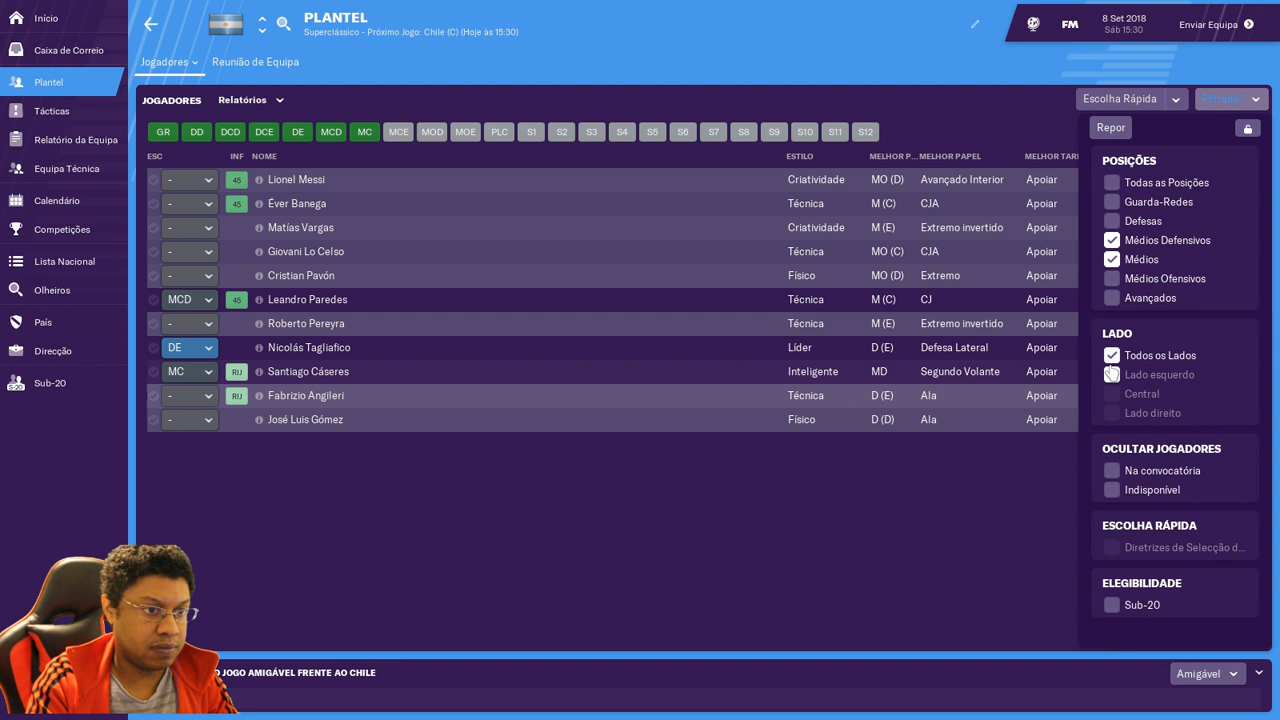 Início
Caixa de Correio
Plantel
Tácticas
Relatório da Equipa
Equipa Técnica
Calendário
Competições
Lista Nacional
Olheiros
País
Direcção
Sub-20
PLANTEL
Superclássico - Próximo Jogo: Chile (C) (Hoje às 15:30)
FM
8 Set 2018
Sáb 15:30
Enviar Equipa
Jogadores
Reunião de Equipa
JOGADORES Relatórios
Escolha Rápida
GR DD DCD DCE DE MCD MC MCE MOD MOE PLC S1 S2 S3 S4 S5 S6 S7 S8 S9 S10 S11 S12
ESC INF NOME ESTILO MELHOR P... MELHOR PAPEL MELHOR TAR
- 45 Lionel Messi Criatividade MO (D) Avançado Interior Apoiar
- 45 Éver Banega Técnica M (C) CJA Apoiar
- Matías Vargas Criatividade M (E) Extremo invertido Apoiar
- Giovani Lo Celso Técnica MO (C) CJA Apoiar
- Cristian Pavón Físico MO (D) Extremo Apoiar
MCD 45 Leandro Paredes Técnica M (C) CJ Apoiar
- Roberto Pereyra Técnica M (E) Extremo invertido Apoiar
DE Nicolás Tagliafico Líder D (E) Defesa Lateral Apoiar
MC RIJ Santiago Cáseres Inteligente MD Segundo Volante Apoiar
- RIJ Fabrizio Angileri Técnica D (E) Ala Apoiar
- José Luis Gómez Físico D (D) Ala Apoiar
Repor
POSIÇÕES
Todas as Posições
Guarda-Redes
Defesas
Médios Defensivos
Médios
Médios Ofensivos
Avançados
LADO
Todos os Lados
Lado esquerdo
Central
Lado direito
OCULTAR JOGADORES
Na convocatória
Indisponível
ESCOLHA RÁPIDA
Diretrizes de Selecção d...
ELEGIBILIDADE
Sub-20
O JOGO AMIGÁVEL FRENTE AO CHILE
Amigável